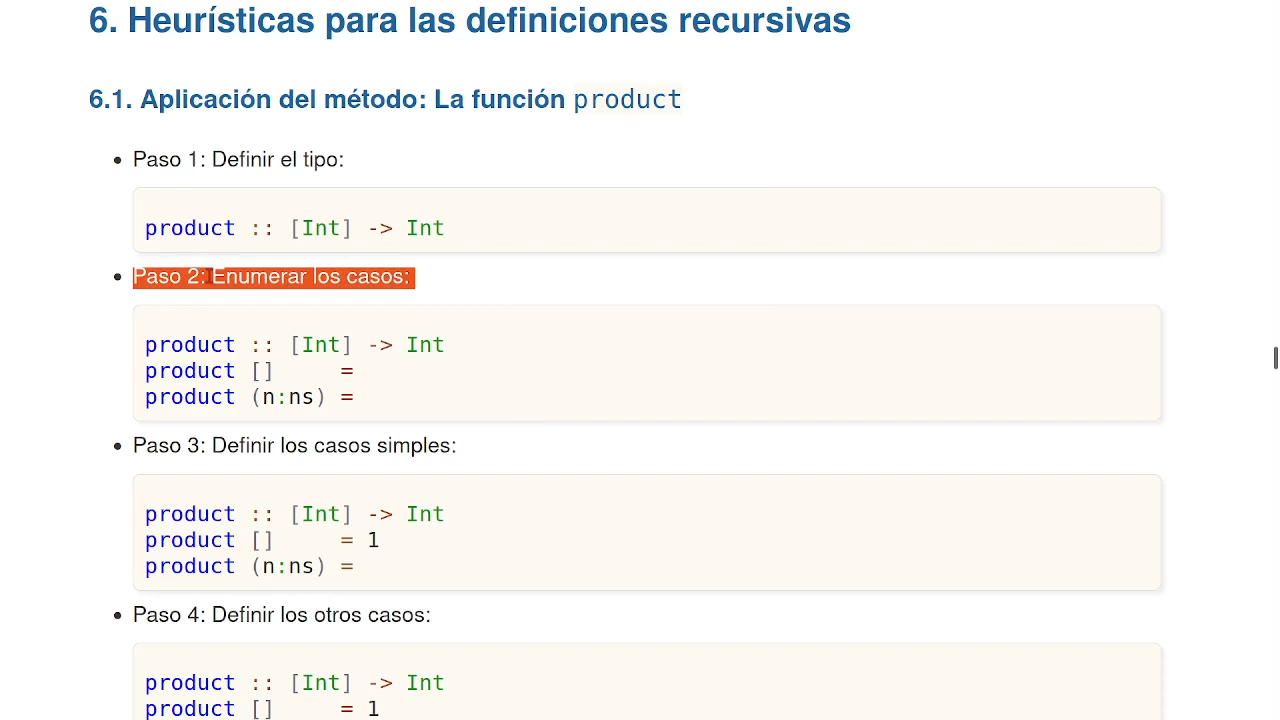 6. Heurísticas para las definiciones recursivas
6.1. Aplicación del método: La función product
• Paso 1: Definir el tipo:
product :: [Int] -> Int
• Paso 2: Enumerar los casos:
product :: [Int] -> Int
product []     =
product (n:ns) =
• Paso 3: Definir los casos simples:
product :: [Int] -> Int
product []     = 1
product (n:ns) =
• Paso 4: Definir los otros casos:
product :: [Int] -> Int
product []     = 1